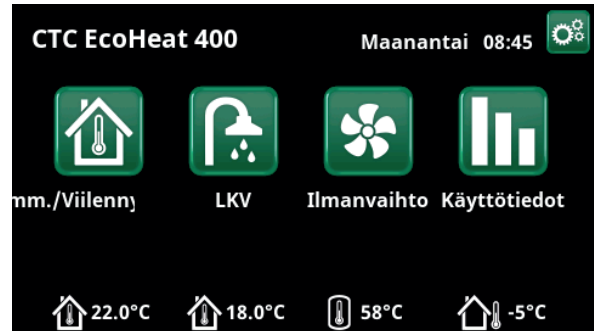 CTC EcoHeat 400
Maanantai 08:45
mm./Viilenny
LKV
Ilmanvaihto
Käyttötiedot
22.0°C
18.0°C
58°C
-5°C